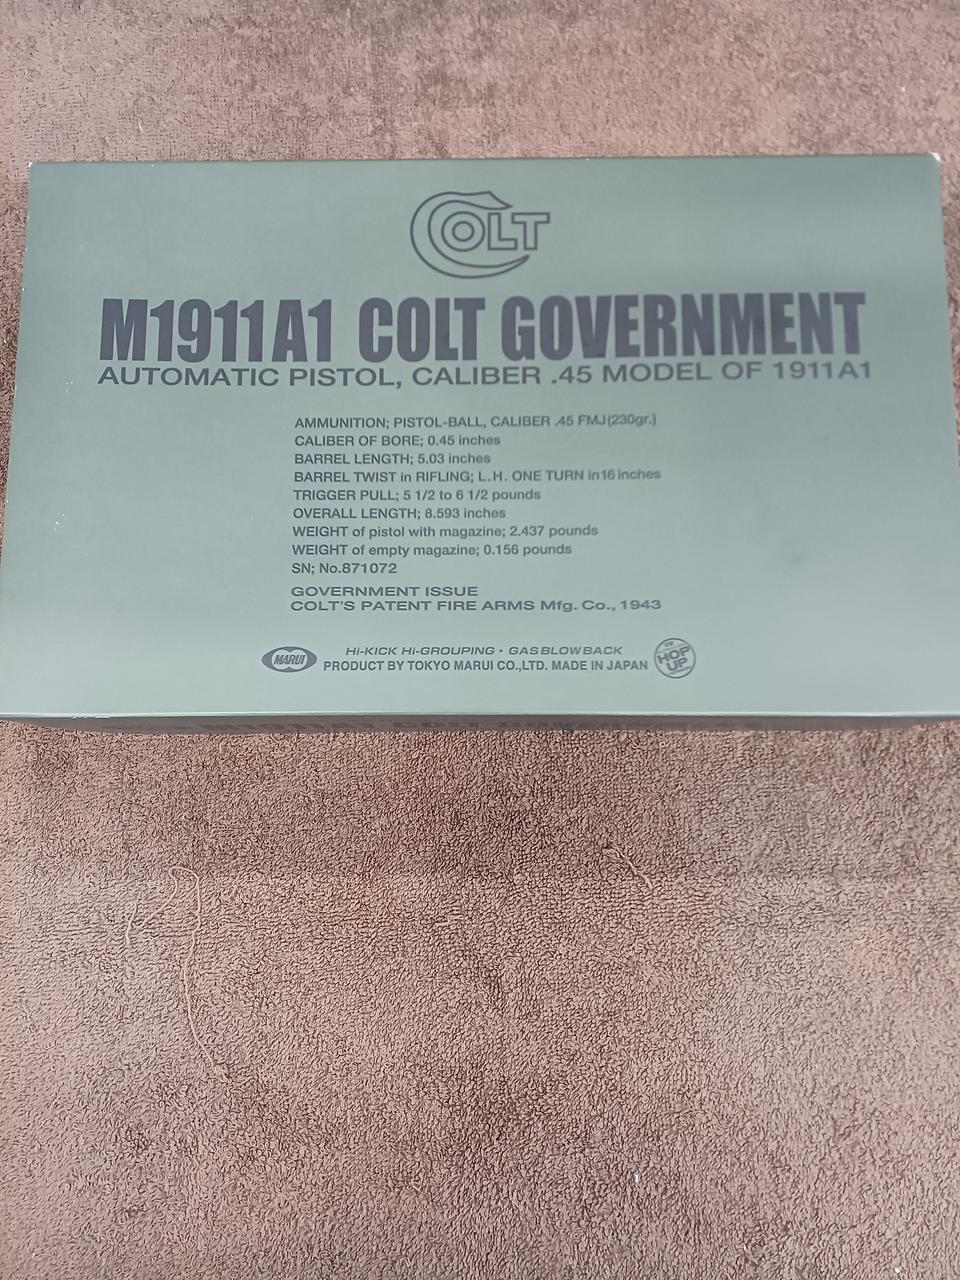 COLT
M1911A1 COLT GOVERNMENT
AUTOMATIC PISTOL, CALIBER .45 MODEL OF 1911A1
AMMUNITION; PISTOL-BALL, CALIBER .45 FMJ(230gr.)
CALIBER OF BORE; 0.45 inches
BARREL LENGTH; 5.03 inches
BARREL TWIST in RIFLING; L.H. ONE TURN in 16 inches
TRIGGER PULL; 5 1/2 to 6 1/2 pounds
OVERALL LENGTH; 8.593 inches
WEIGHT of pistol with magazine; 2.437 pounds
WEIGHT of empty magazine; 0.156 pounds
SN; No.871072
GOVERNMENT ISSUE
COLT'S PATENT FIRE ARMS Mfg. Co., 1943
MARUI
Hi-KICK Hi-GROUPING・GAS BLOW BACK
PRODUCT BY TOKYO MARUI CO.,LTD. MADE IN JAPAN
HOP
UP
M1911A1 COLT GOVERNMENT